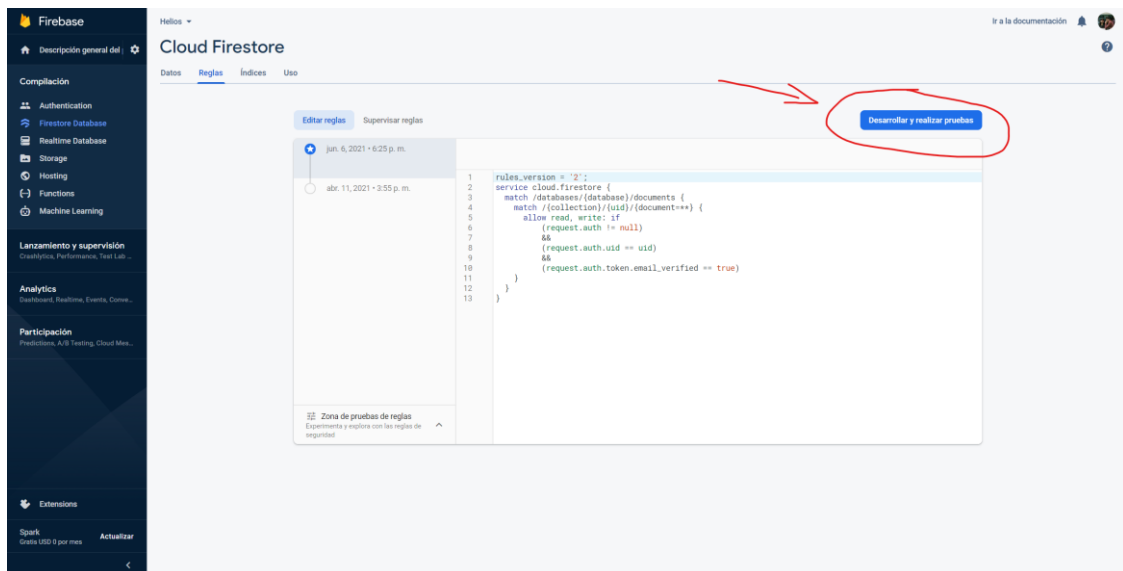 Firebase
Descripción general del
Compilación
Authentication
Firestore Database
Realtime Database
Storage
Hosting
Functions
Machine Learning
Lanzamiento y supervisión
Crashlytics, Performance, Test Lab ...
Analytics
Dashboard, Realtime, Events, Conve...
Participación
Predictions, A/B Testing, Cloud Mes...
Extensions
Spark
Gratis USD 0 por mes
Actualizar
Helios
Ir a la documentación
Cloud Firestore
Datos Reglas Índices Uso
Editar reglas Supervisar reglas
Desarrollar y realizar pruebas
jun. 6, 2021 • 6:25 p. m.
abr. 11, 2021 • 3:55 p. m.
Zona de pruebas de reglas
Experimenta y explora con las reglas de
seguridad
1 rules_version = '2';
2 service cloud.firestore {
3 match /databases/{database}/documents {
4 match /{collection}/{uid}/{document=**} {
5 allow read, write: if
6 (request.auth != null)
7 &&
8 (request.auth.uid == uid)
9 &&
10 (request.auth.token.email_verified == true)
11 }
12 }
13 }